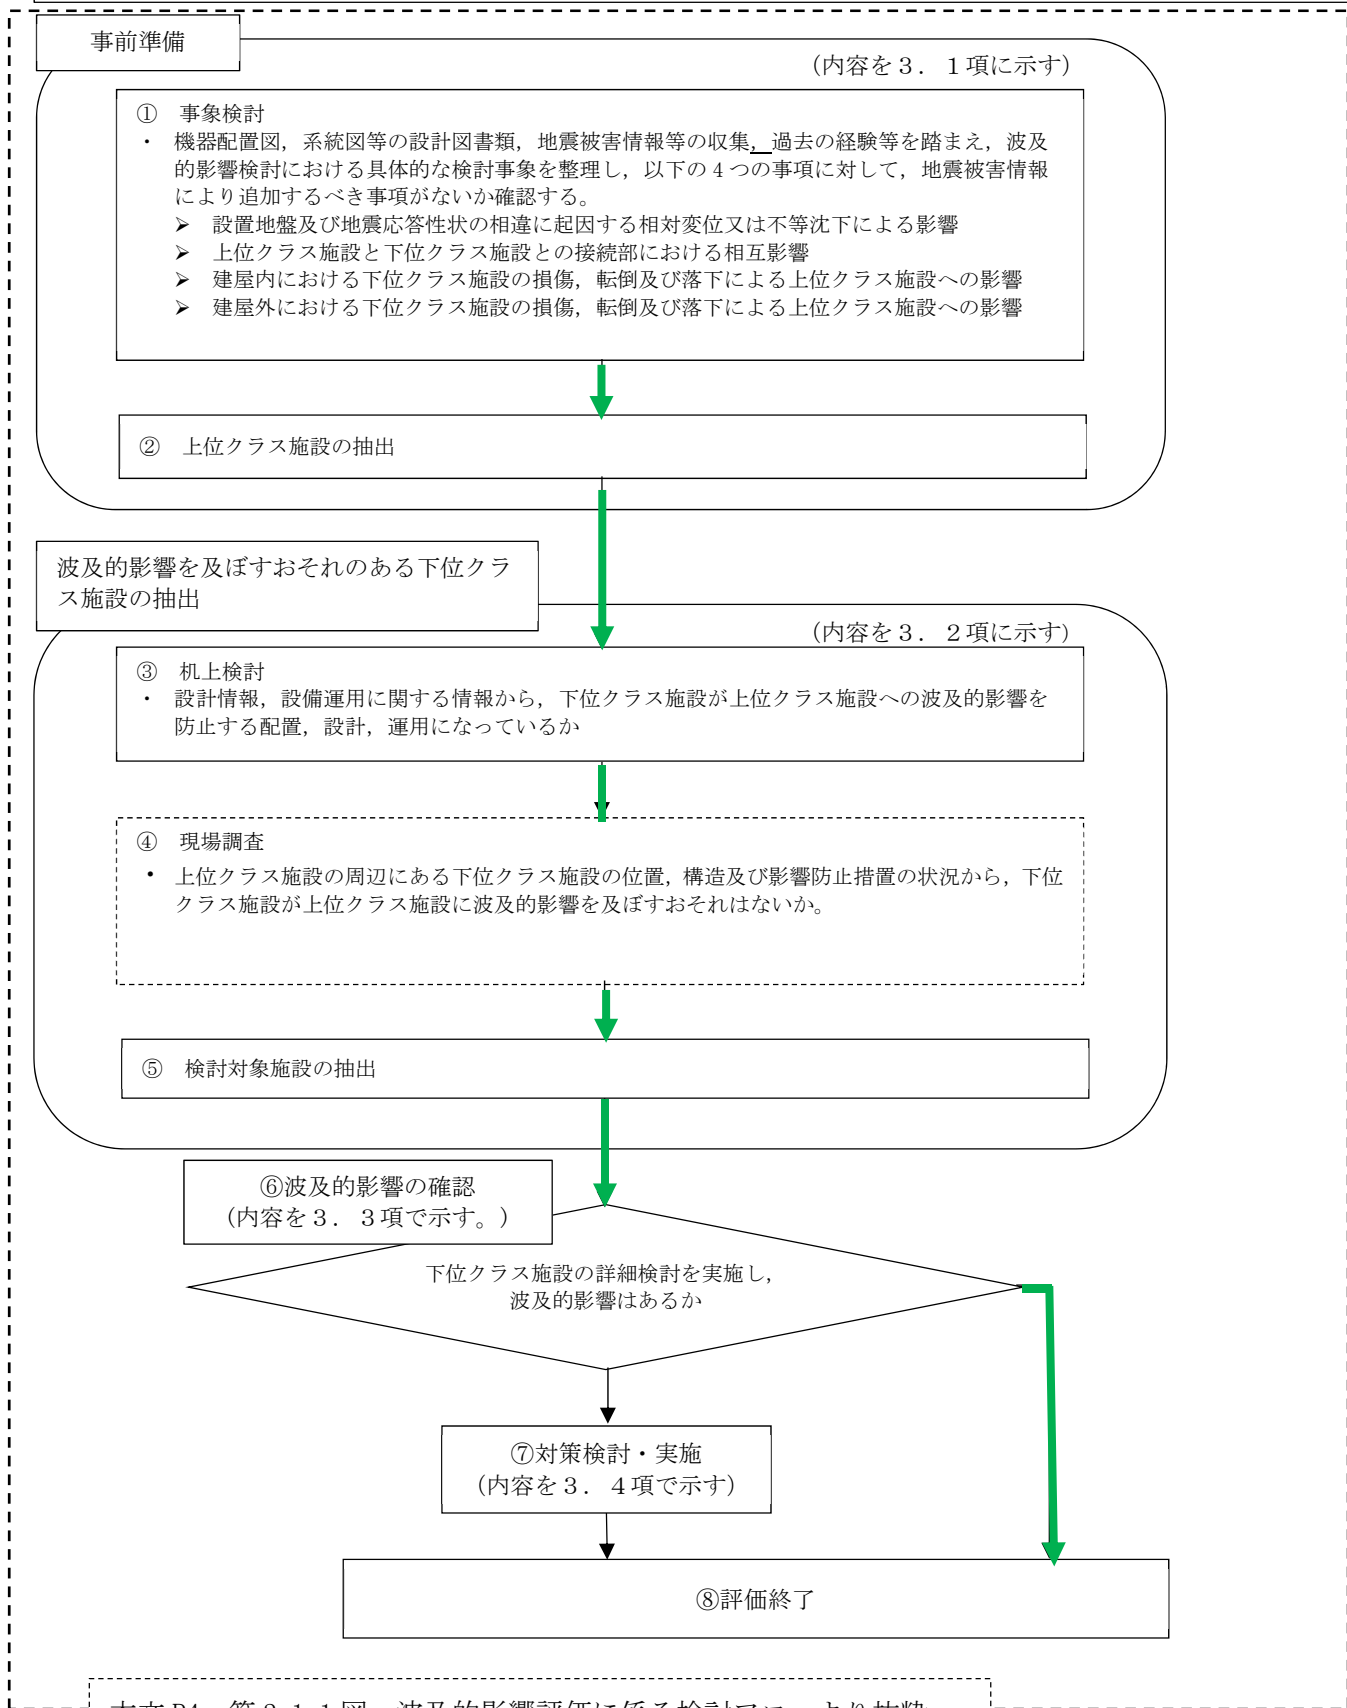 事前準備
(内容を３．１項に示す)
①　事象検討
・　機器配置図，系統図等の設計図書類，地震被害情報等の収集，過去の経験等を踏まえ，波及
的影響検討における具体的な検討事象を整理し，以下の４つの事項に対して，地震被害情報
により追加するべき事項がないか確認する。
➢　設置地盤及び地震応答性状の相違に起因する相対変位又は不等沈下による影響
➢　上位クラス施設と下位クラス施設との接続部における相互影響
➢　建屋内における下位クラス施設の損傷，転倒及び落下による上位クラス施設への影響
➢　建屋外における下位クラス施設の損傷，転倒及び落下による上位クラス施設への影響
②　上位クラス施設の抽出
波及的影響を及ぼすおそれのある下位クラ
ス施設の抽出
(内容を３．２項に示す)
③　机上検討
・　設計情報，設備運用に関する情報から，下位クラス施設が上位クラス施設への波及的影響を
防止する配置，設計，運用になっているか
④　現場調査
・　上位クラス施設の周辺にある下位クラス施設の位置，構造及び影響防止措置の状況から，下位
クラス施設が上位クラス施設に波及的影響を及ぼすおそれはないか。
⑤　検討対象施設の抽出
⑥波及的影響の確認
(内容を３．３項で示す。)
下位クラス施設の詳細検討を実施し，
波及的影響はあるか
⑦対策検討・実施
(内容を３．４項で示す)
⑧評価終了